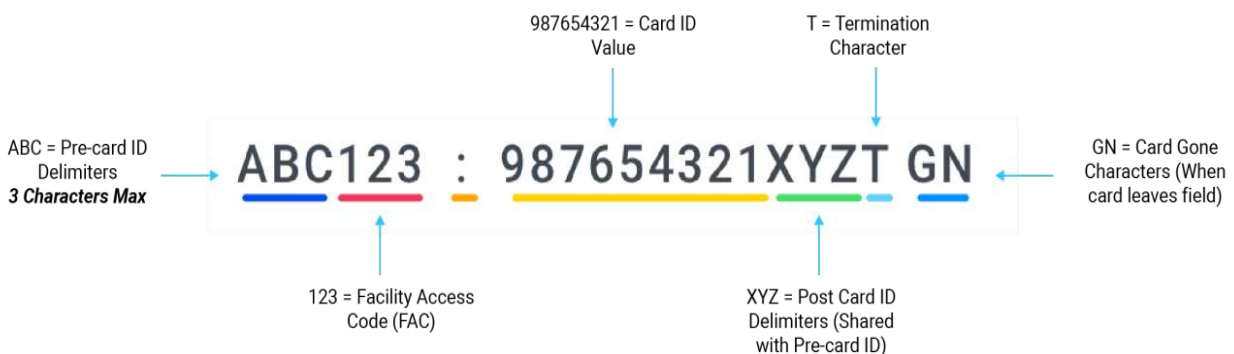 987654321 = Card ID
Value
T = Termination
Character
ABC = Pre-card ID
Delimiters
3 Characters Max
ABC123 : 987654321XYZT GN
GN = Card Gone
Characters (When
card leaves field)
123 = Facility Access
Code (FAC)
XYZ = Post Card ID
Delimiters (Shared
with Pre-card ID)